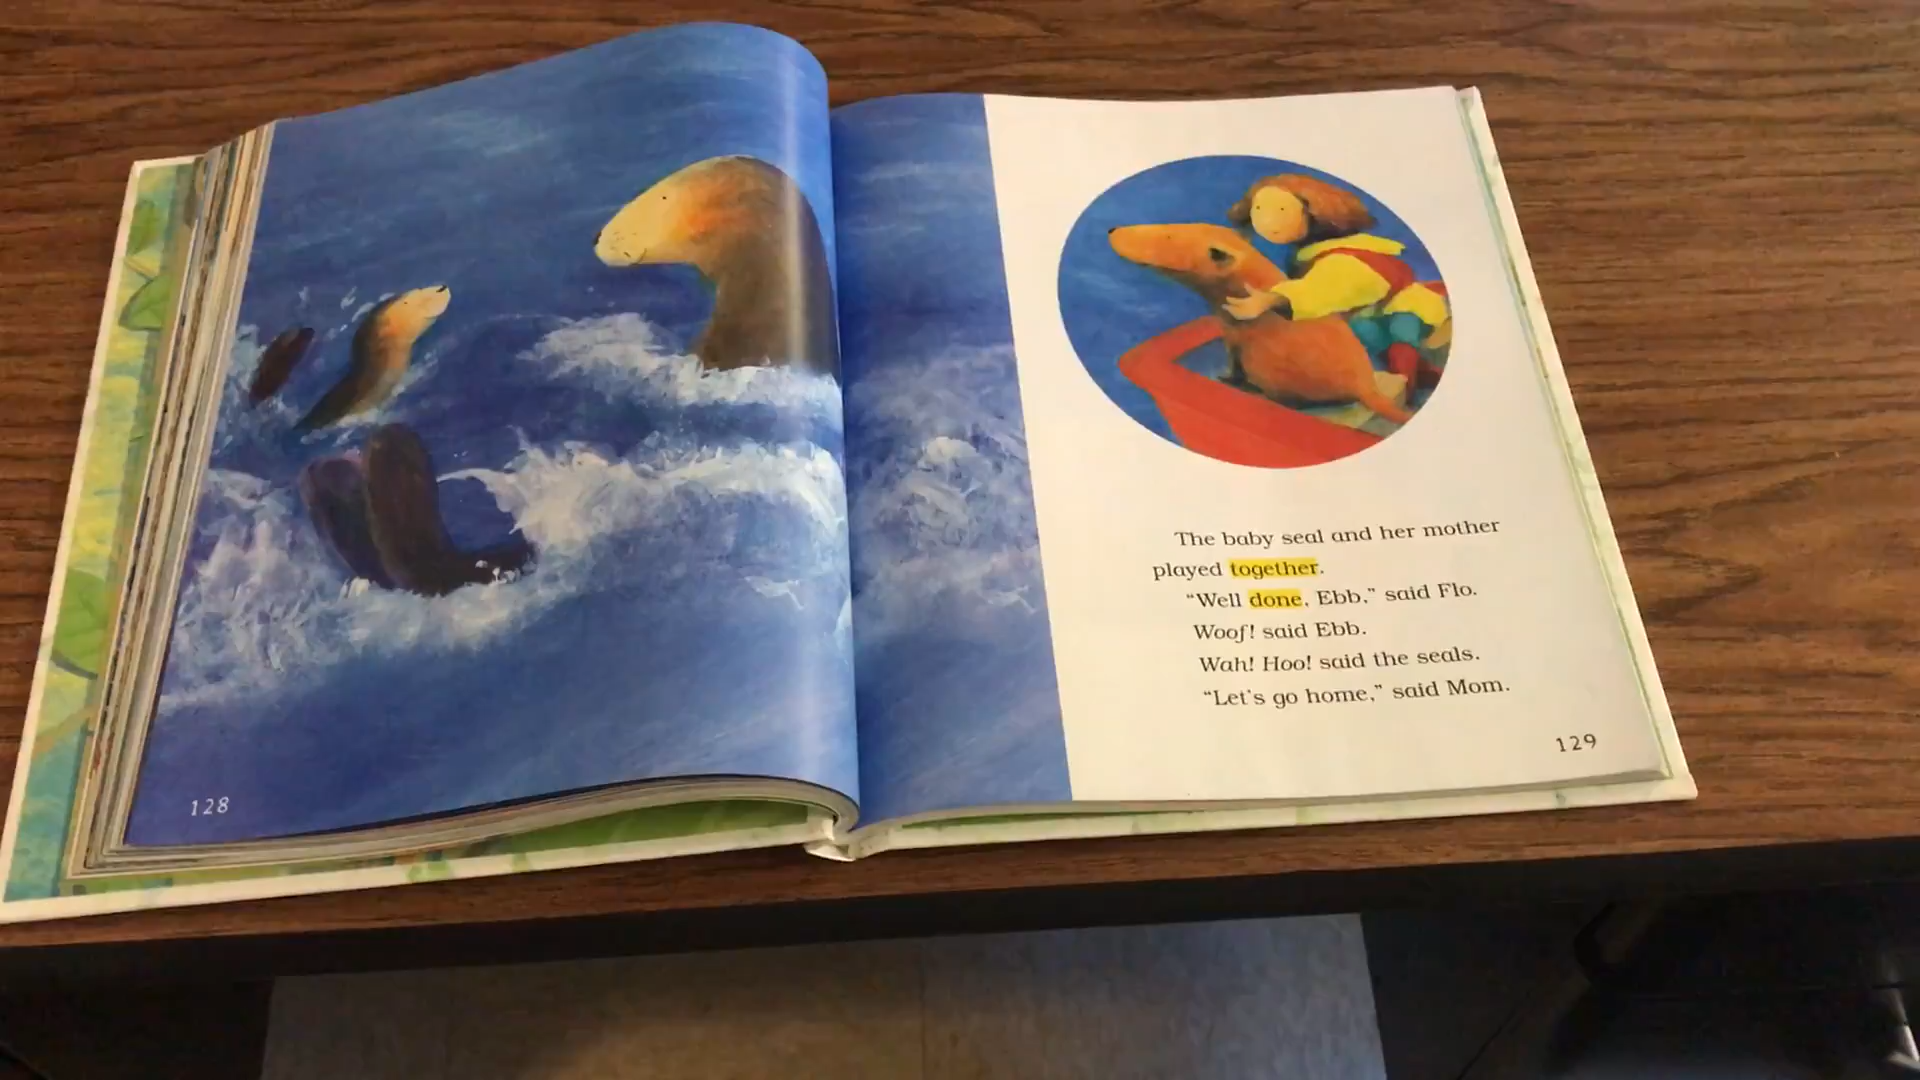 The baby seal and her mother
played together.
"Well done, Ebb," said Flo.
Woof! said Ebb.
Wah! Hoo! said the seals.
"Let's go home," said Mom.
128
129